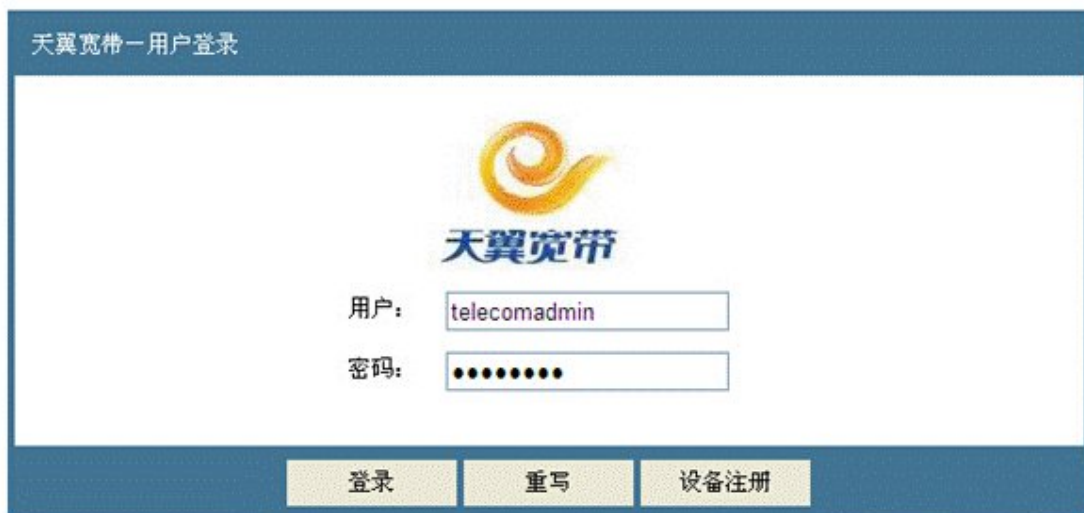 天翼宽带－用户登录
天翼宽带
用户： telecomadmin
密码： ●●●●●●●●
登录 重写 设备注册